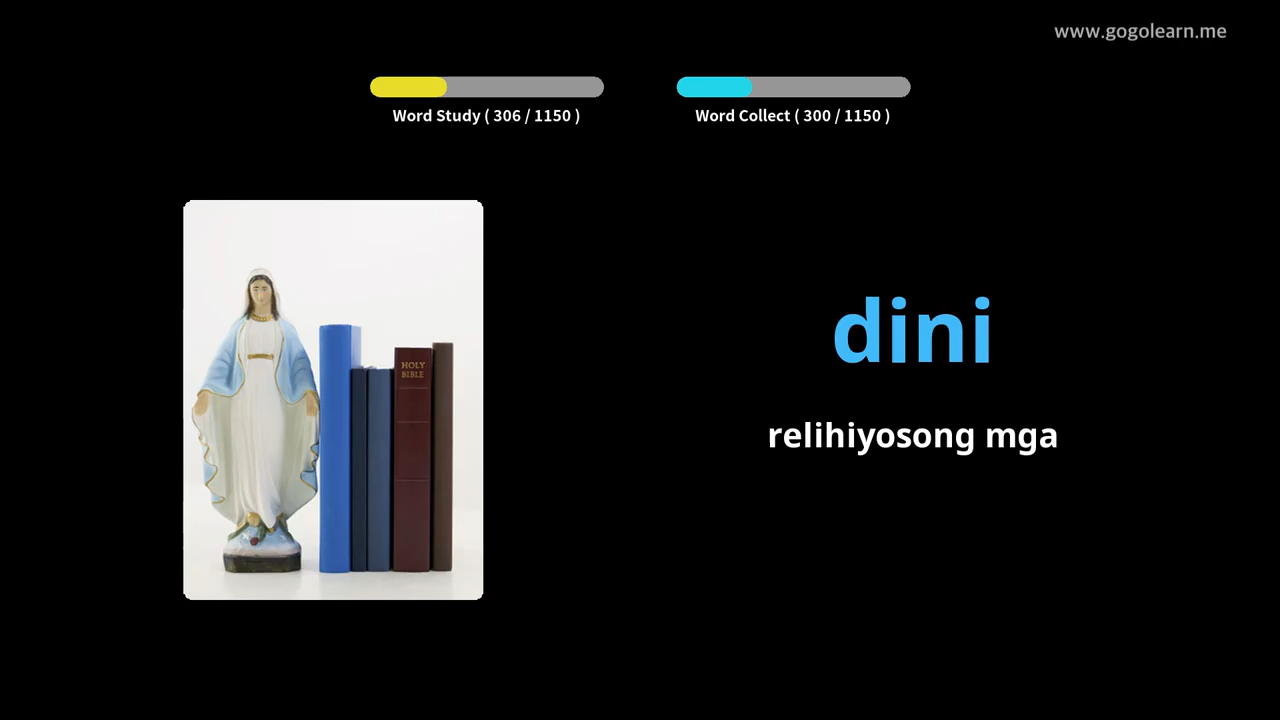 www.gogolearn.me
Word Study ( 306 / 1150 )
Word Collect ( 300 / 1150 )
HOLY
BIBLE
dini
relihiyosong mga